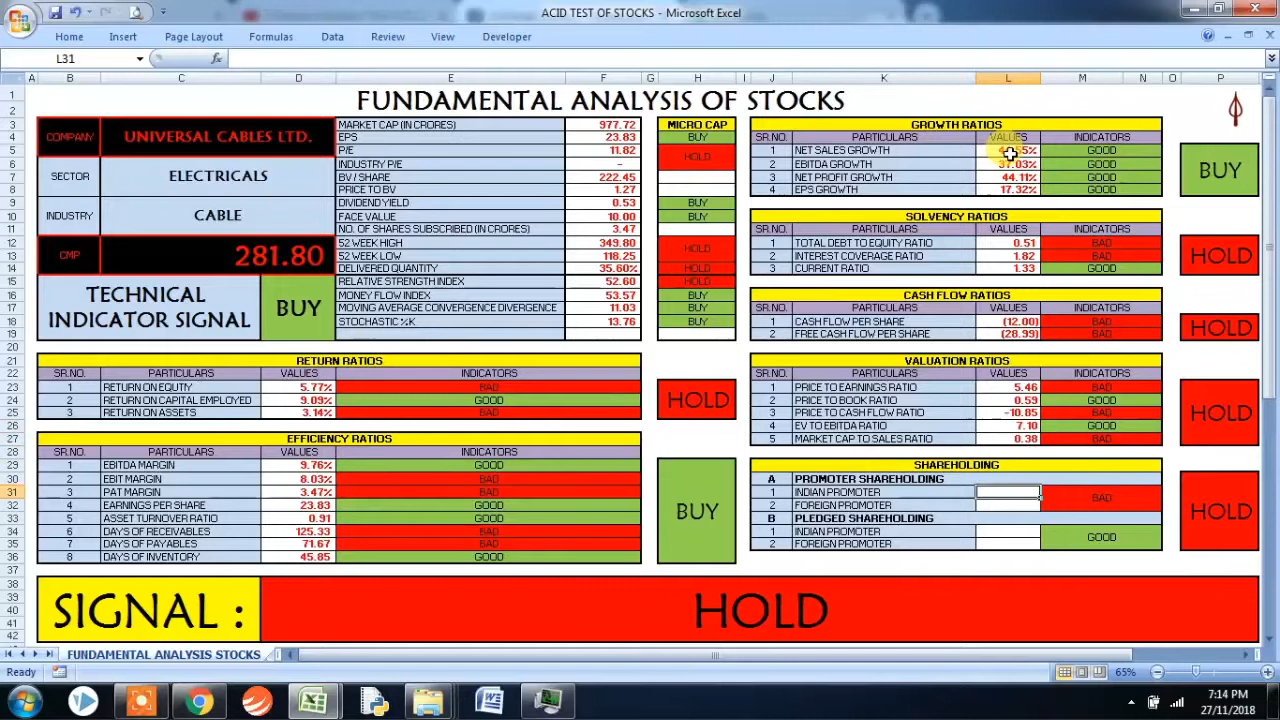 ACID TEST OF STOCKS - Microsoft Excel
Home Insert Page Layout Formulas Data Review View Developer
L31 fx
A B C D E F G H I J K L M N O P
FUNDAMENTAL ANALYSIS OF STOCKS
COMPANY UNIVERSAL CABLES LTD.
SECTOR ELECTRICALS
INDUSTRY CABLE
CMP 281.80
TECHNICAL INDICATOR SIGNAL BUY
MARKET CAP (IN CRORES) 977.72 MICRO CAP
EPS 23.83 BUY
P/E 11.82 HOLD
INDUSTRY P/E -
BV / SHARE 222.45
PRICE TO BV 1.27
DIVIDEND YIELD 0.53 BUY
FACE VALUE 10.00 BUY
NO. OF SHARES SUBSCRIBED (IN CRORES) 3.47
52 WEEK HIGH 349.80 HOLD
52 WEEK LOW 118.25
DELIVERED QUANTITY 35.60% HOLD
RELATIVE STRENGTH INDEX 52.60 HOLD
MONEY FLOW INDEX 53.57 BUY
MOVING AVERAGE CONVERGENCE DIVERGENCE 11.03 BUY
STOCHASTIC %K 13.76 BUY
GROWTH RATIOS
SR.NO. PARTICULARS VALUES INDICATORS
1 NET SALES GROWTH GOOD
2 EBITDA GROWTH 37.03% GOOD
3 NET PROFIT GROWTH 44.11% GOOD
4 EPS GROWTH 17.32% GOOD
BUY
SOLVENCY RATIOS
SR.NO. PARTICULARS VALUES INDICATORS
1 TOTAL DEBT TO EQUITY RATIO 0.51 BAD
2 INTEREST COVERAGE RATIO 1.82 BAD
3 CURRENT RATIO 1.33 GOOD
HOLD
CASH FLOW RATIOS
SR.NO. PARTICULARS VALUES INDICATORS
1 CASH FLOW PER SHARE (12.00) BAD
2 FREE CASH FLOW PER SHARE (28.99) BAD
HOLD
RETURN RATIOS
SR.NO. PARTICULARS VALUES INDICATORS
1 RETURN ON EQUTIY 5.77% BAD
2 RETURN ON CAPITAL EMPLOYED 9.09% GOOD
3 RETURN ON ASSETS 3.14% BAD
HOLD
VALUATION RATIOS
SR.NO. PARTICULARS VALUES INDICATORS
1 PRICE TO EARNINGS RATIO 5.46 BAD
2 PRICE TO BOOK RATIO 0.59 GOOD
3 PRICE TO CASH FLOW RATIO -10.85 BAD
4 EV TO EBITDA RATIO 7.10 GOOD
5 MARKET CAP TO SALES RATIO 0.38 BAD
HOLD
EFFICIENCY RATIOS
SR.NO. PARTICULARS VALUES INDICATORS
1 EBITDA MARGIN 9.76% GOOD
2 EBIT MARGIN 8.03% BAD
3 PAT MARGIN 3.47% BAD
4 EARNINGS PER SHARE 23.83 GOOD
5 ASSET TURNOVER RATIO 0.91 GOOD
6 DAYS OF RECEIVABLES 125.33 BAD
7 DAYS OF PAYABLES 71.67 BAD
8 DAYS OF INVENTORY 45.85 GOOD
BUY
SHAREHOLDING
A PROMOTER SHAREHOLDING
1 INDIAN PROMOTER BAD
2 FOREIGN PROMOTER
B PLEDGED SHAREHOLDING
1 INDIAN PROMOTER GOOD
2 FOREIGN PROMOTER
HOLD
SIGNAL : HOLD
FUNDAMENTAL ANALYSIS STOCKS
Ready 65%
7:14 PM
27/11/2018